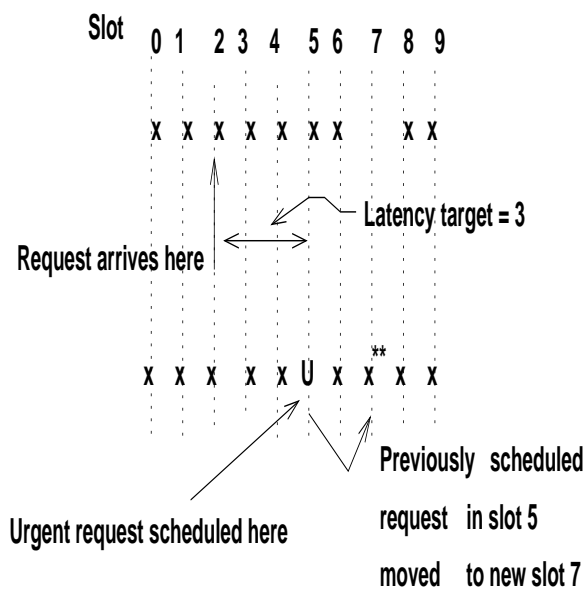 Slot 0 1 2 3 4 5 6 7 8 9
x x x x x x x x x
Latency target = 3
Request arrives here
x x x x x U x x** x x
Previously scheduled
Urgent request scheduled here
request in slot 5
moved to new slot 7